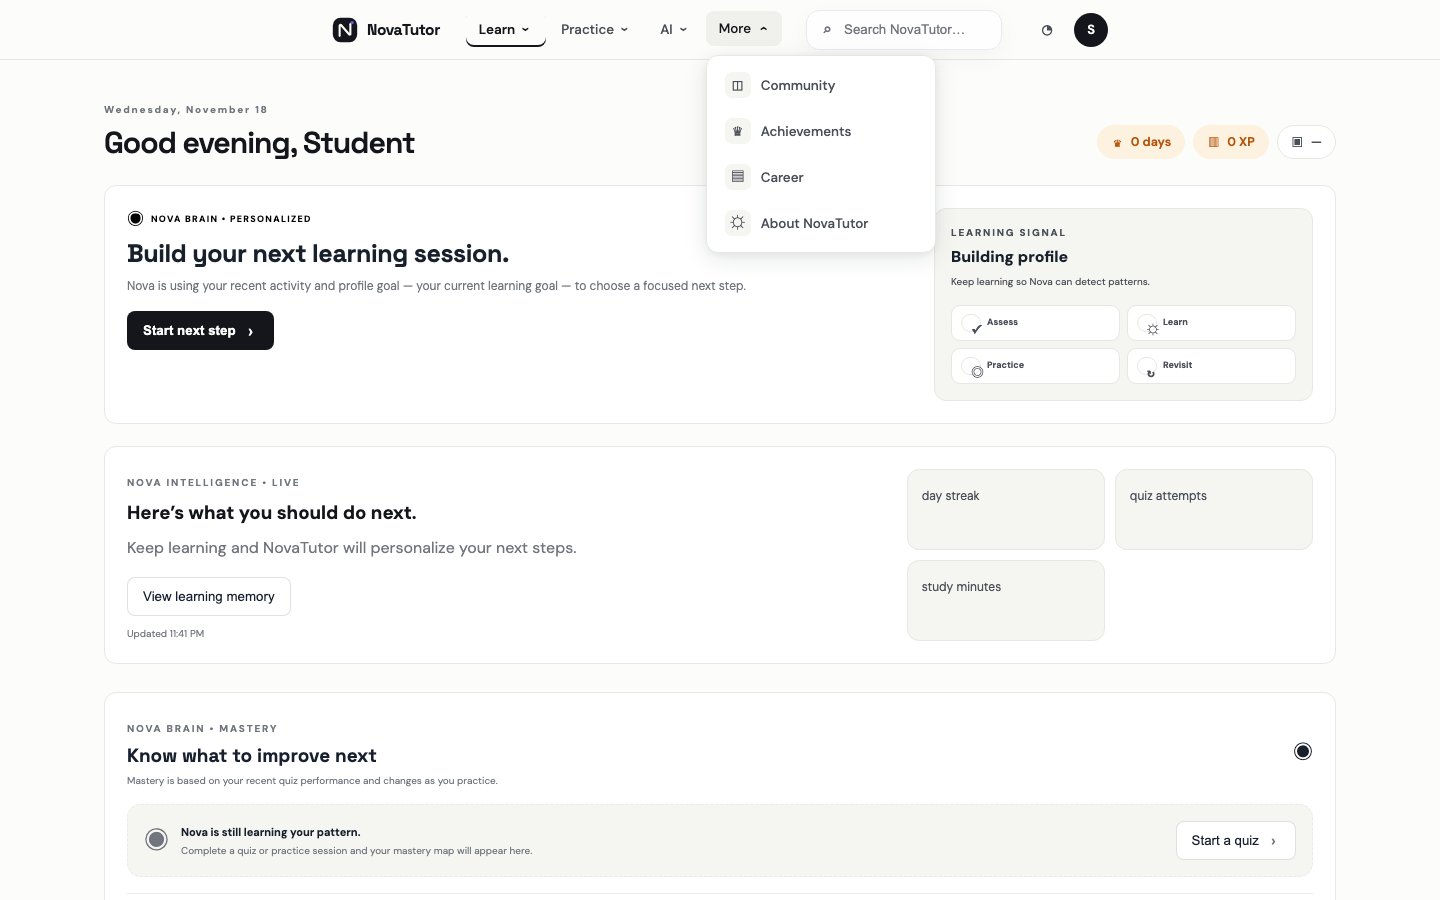 NovaTutor
Learn
Practice
AI
More
Search NovaTutor...
S
Community
Achievements
Career
About NovaTutor
Wednesday, November 18
Good evening, Student
0 days
0 XP
—
NOVA BRAIN • PERSONALIZED
Build your next learning session.
Nova is using your recent activity and profile goal — your current learning goal — to choose a focused next step.
Start next step ›
LEARNING SIGNAL
Building profile
Keep learning so Nova can detect patterns.
Assess
Learn
Practice
Revisit
NOVA INTELLIGENCE • LIVE
Here's what you should do next.
Keep learning and NovaTutor will personalize your next steps.
View learning memory
Updated 11:41 PM
day streak
quiz attempts
study minutes
NOVA BRAIN • MASTERY
Know what to improve next
Mastery is based on your recent quiz performance and changes as you practice.
Nova is still learning your pattern.
Complete a quiz or practice session and your mastery map will appear here.
Start a quiz ›